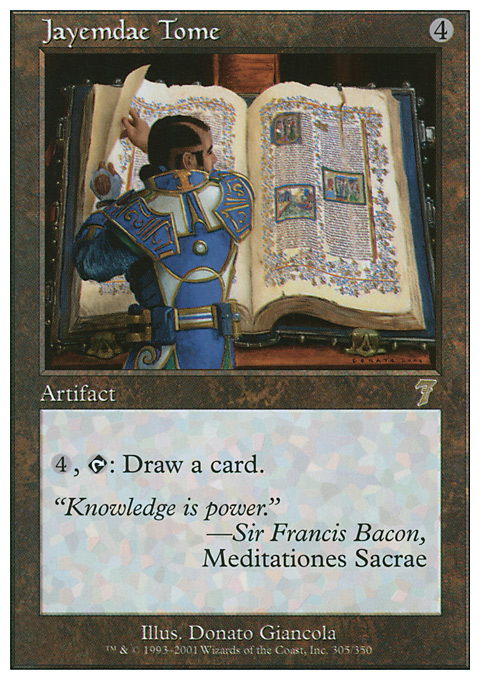 Jayemdae Tome 4
Artifact
4, : Draw a card.
“Knowledge is power.”
—Sir Francis Bacon,
Meditationes Sacrae
Illus. Donato Giancola
™ & © 1993–2001 Wizards of the Coast, Inc. 305/350